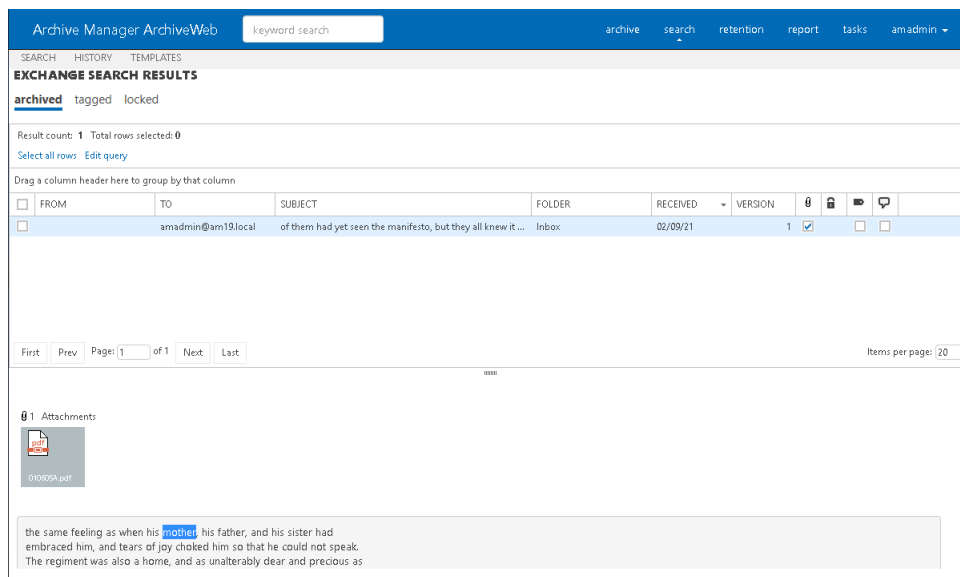 Archive Manager ArchiveWeb keyword search archive search retention report tasks amadmin
SEARCH HISTORY TEMPLATES
EXCHANGE SEARCH RESULTS
archived tagged locked
Result count: 1 Total rows selected: 0
Select all rows Edit query
Drag a column header here to group by that column
FROM TO SUBJECT FOLDER RECEIVED VERSION
amadmin@am19.local of them had yet seen the manifesto, but they all knew it ... Inbox 02/09/21 1
First Prev Page: 1 of 1 Next Last Items per page: 20
1 Attachments
pdf
010605A.pdf
the same feeling as when his mother, his father, and his sister had
embraced him, and tears of joy choked him so that he could not speak.
The regiment was also a home, and as unalterably dear and precious as